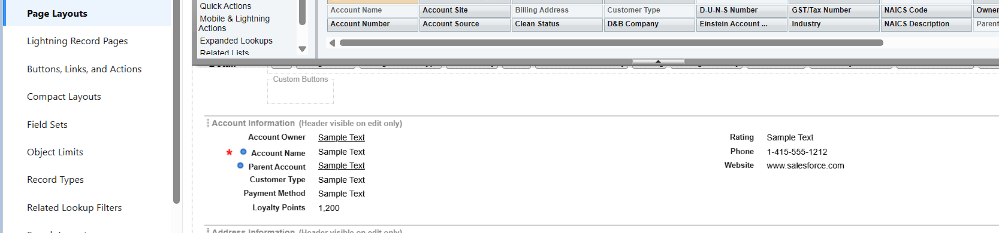 Page Layouts
Lightning Record Pages
Buttons, Links, and Actions
Compact Layouts
Field Sets
Object Limits
Record Types
Related Lookup Filters
Quick Actions
Mobile & Lightning
Actions
Expanded Lookups
Related Lists
Account Name Account Site Billing Address Customer Type D-U-N-S Number GST/Tax Number NAICS Code Owner
Account Number Account Source Clean Status D&B Company Einstein Account ... Industry NAICS Description Parent
Detail
Custom Buttons
Account Information (Header visible on edit only)
Account Owner Sample Text Rating Sample Text
* Account Name Sample Text Phone 1-415-555-1212
Parent Account Sample Text Website www.salesforce.com
Customer Type Sample Text
Payment Method Sample Text
Loyalty Points 1,200
Address Information (Header visible on edit only)